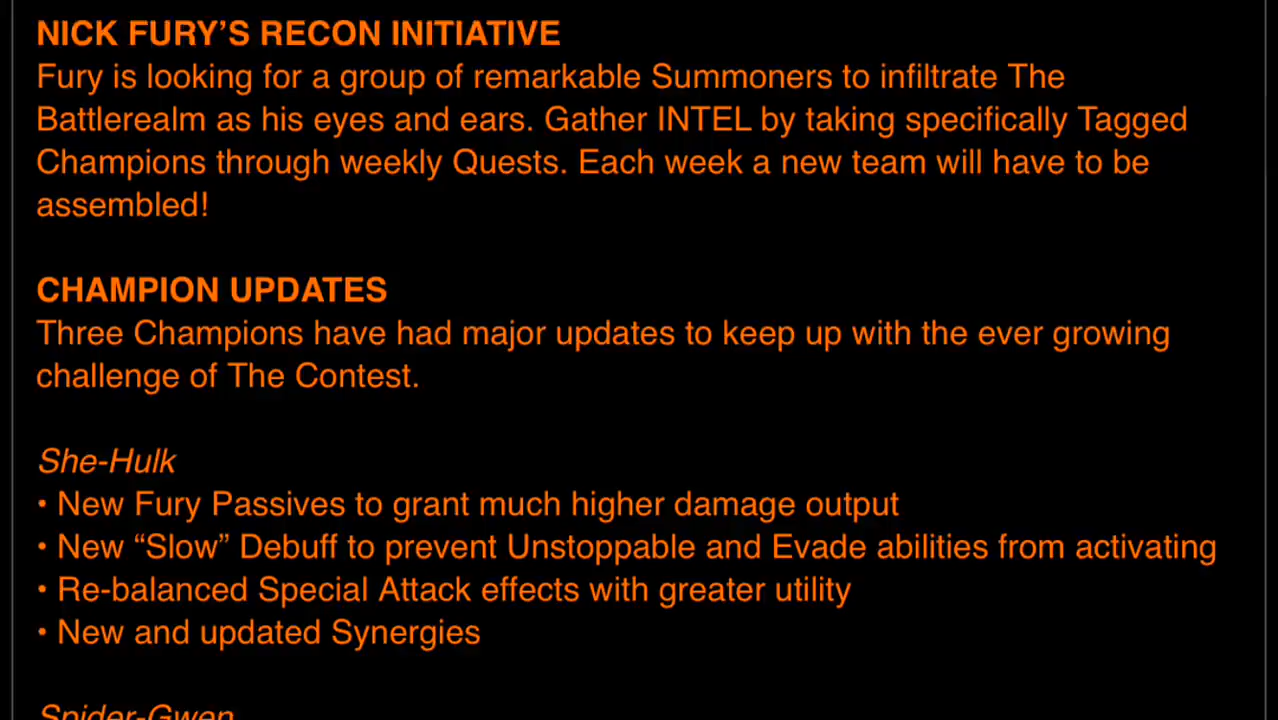 NICK FURY’S RECON INITIATIVE
Fury is looking for a group of remarkable Summoners to infiltrate The
Battlerealm as his eyes and ears. Gather INTEL by taking specifically Tagged
Champions through weekly Quests. Each week a new team will have to be
assembled!
CHAMPION UPDATES
Three Champions have had major updates to keep up with the ever growing
challenge of The Contest.
She-Hulk
• New Fury Passives to grant much higher damage output
• New “Slow” Debuff to prevent Unstoppable and Evade abilities from activating
• Re-balanced Special Attack effects with greater utility
• New and updated Synergies
Spider-Gwen